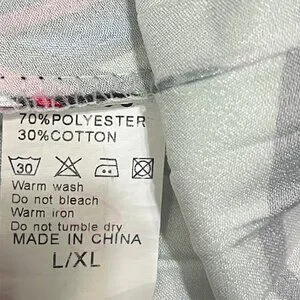 70%POLYESTER
30%COTTON
30
Warm wash
Do not bleach
Warm iron
Do not tumble dry
MADE IN CHINA
L/XL